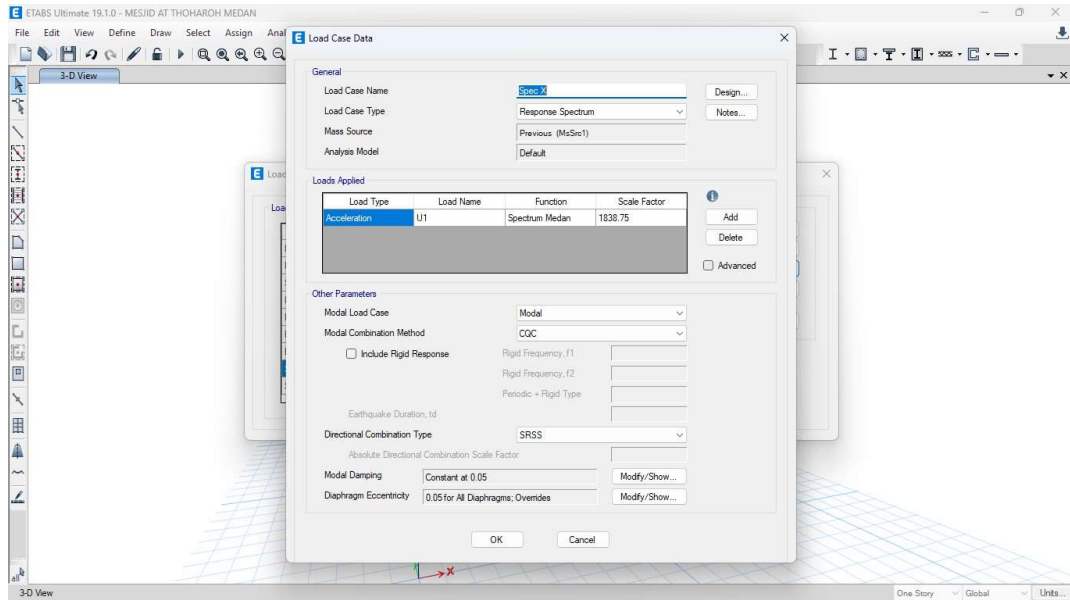 ETABS Ultimate 19.1.0 - MESJID AT THOHAROH MEDAN
File Edit View Define Draw Select Assign Anal
3-D View
Load Case Data
General
Load Case Name Spec X Design...
Load Case Type Response Spectrum Notes...
Mass Source Previous (MsSrc1)
Analysis Model Default
Loads Applied
Load Type Load Name Function Scale Factor
Acceleration U1 Spectrum Medan 1838.75
Add
Delete
Advanced
Other Parameters
Modal Load Case Modal
Modal Combination Method CQC
Include Rigid Response Rigid Frequency, f1
Rigid Frequency, f2
Periodic + Rigid Type
Earthquake Duration, td
Directional Combination Type SRSS
Absolute Directional Combination Scale Factor
Modal Damping Constant at 0.05 Modify/Show...
Diaphragm Eccentricity 0.05 for All Diaphragms; Overrides Modify/Show...
OK Cancel
X
all
3-D View One Story Global Units...